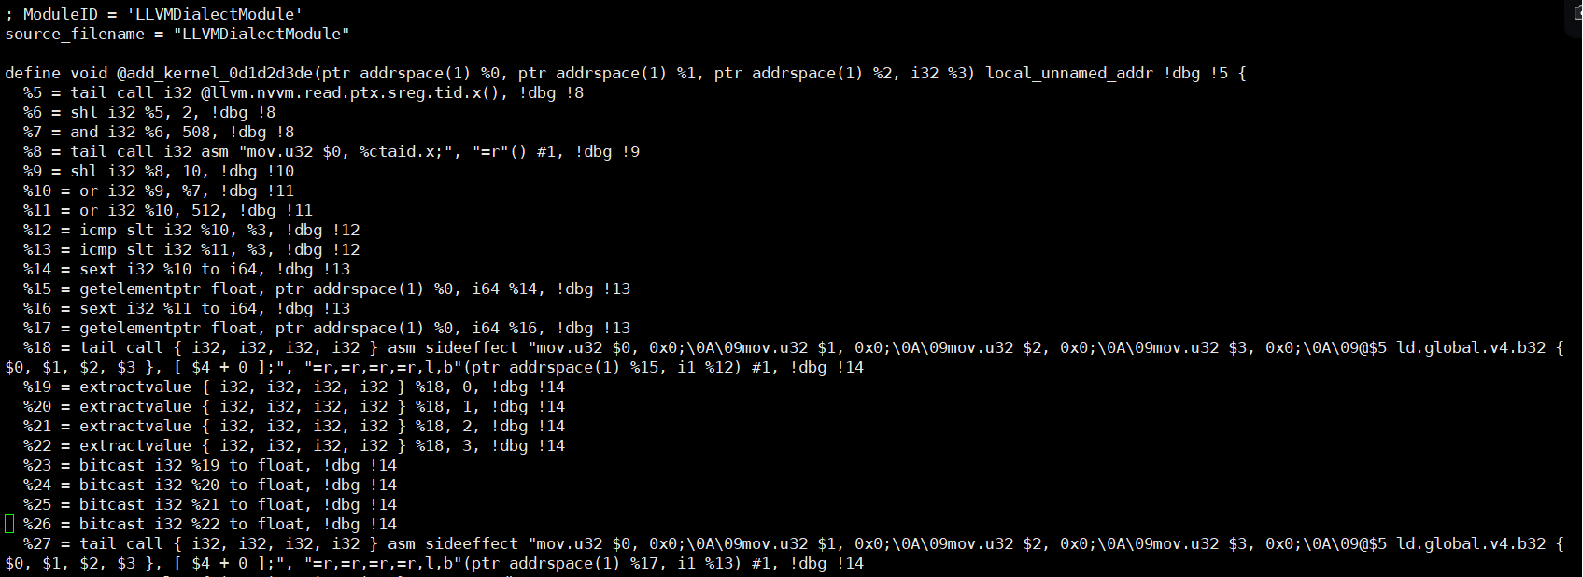 ; ModuleID = 'LLVMDialectModule'
source_filename = "LLVMDialectModule"
define void @add_kernel_0d1d2d3de(ptr addrspace(1) %0, ptr addrspace(1) %1, ptr addrspace(1) %2, i32 %3) local_unnamed_addr !dbg !5 {
%5 = tail call i32 @llvm.nvvm.read.ptx.sreg.tid.x(), !dbg !8
%6 = shl i32 %5, 2, !dbg !8
%7 = and i32 %6, 508, !dbg !8
%8 = tail call i32 asm "mov.u32 $0, %ctaid.x;", "=r"() #1, !dbg !9
%9 = shl i32 %8, 10, !dbg !10
%10 = or i32 %9, %7, !dbg !11
%11 = or i32 %10, 512, !dbg !11
%12 = icmp slt i32 %10, %3, !dbg !12
%13 = icmp slt i32 %11, %3, !dbg !12
%14 = sext i32 %10 to i64, !dbg !13
%15 = getelementptr float, ptr addrspace(1) %0, i64 %14, !dbg !13
%16 = sext i32 %11 to i64, !dbg !13
%17 = getelementptr float, ptr addrspace(1) %0, i64 %16, !dbg !13
%18 = tail call { i32, i32, i32, i32 } asm sideeffect "mov.u32 $0, 0x0;\0A\09mov.u32 $1, 0x0;\0A\09mov.u32 $2, 0x0;\0A\09mov.u32 $3, 0x0;\0A\09@$5 ld.global.v4.b32 {
$0, $1, $2, $3 }, [ $4 + 0 ];", "=r,=r,=r,=r,l,b"(ptr addrspace(1) %15, i1 %12) #1, !dbg !14
%19 = extractvalue { i32, i32, i32, i32 } %18, 0, !dbg !14
%20 = extractvalue { i32, i32, i32, i32 } %18, 1, !dbg !14
%21 = extractvalue { i32, i32, i32, i32 } %18, 2, !dbg !14
%22 = extractvalue { i32, i32, i32, i32 } %18, 3, !dbg !14
%23 = bitcast i32 %19 to float, !dbg !14
%24 = bitcast i32 %20 to float, !dbg !14
%25 = bitcast i32 %21 to float, !dbg !14
%26 = bitcast i32 %22 to float, !dbg !14
%27 = tail call { i32, i32, i32, i32 } asm sideeffect "mov.u32 $0, 0x0;\0A\09mov.u32 $1, 0x0;\0A\09mov.u32 $2, 0x0;\0A\09mov.u32 $3, 0x0;\0A\09@$5 ld.global.v4.b32 {
$0, $1, $2, $3 }, [ $4 + 0 ];", "=r,=r,=r,=r,l,b"(ptr addrspace(1) %17, i1 %13) #1, !dbg !14